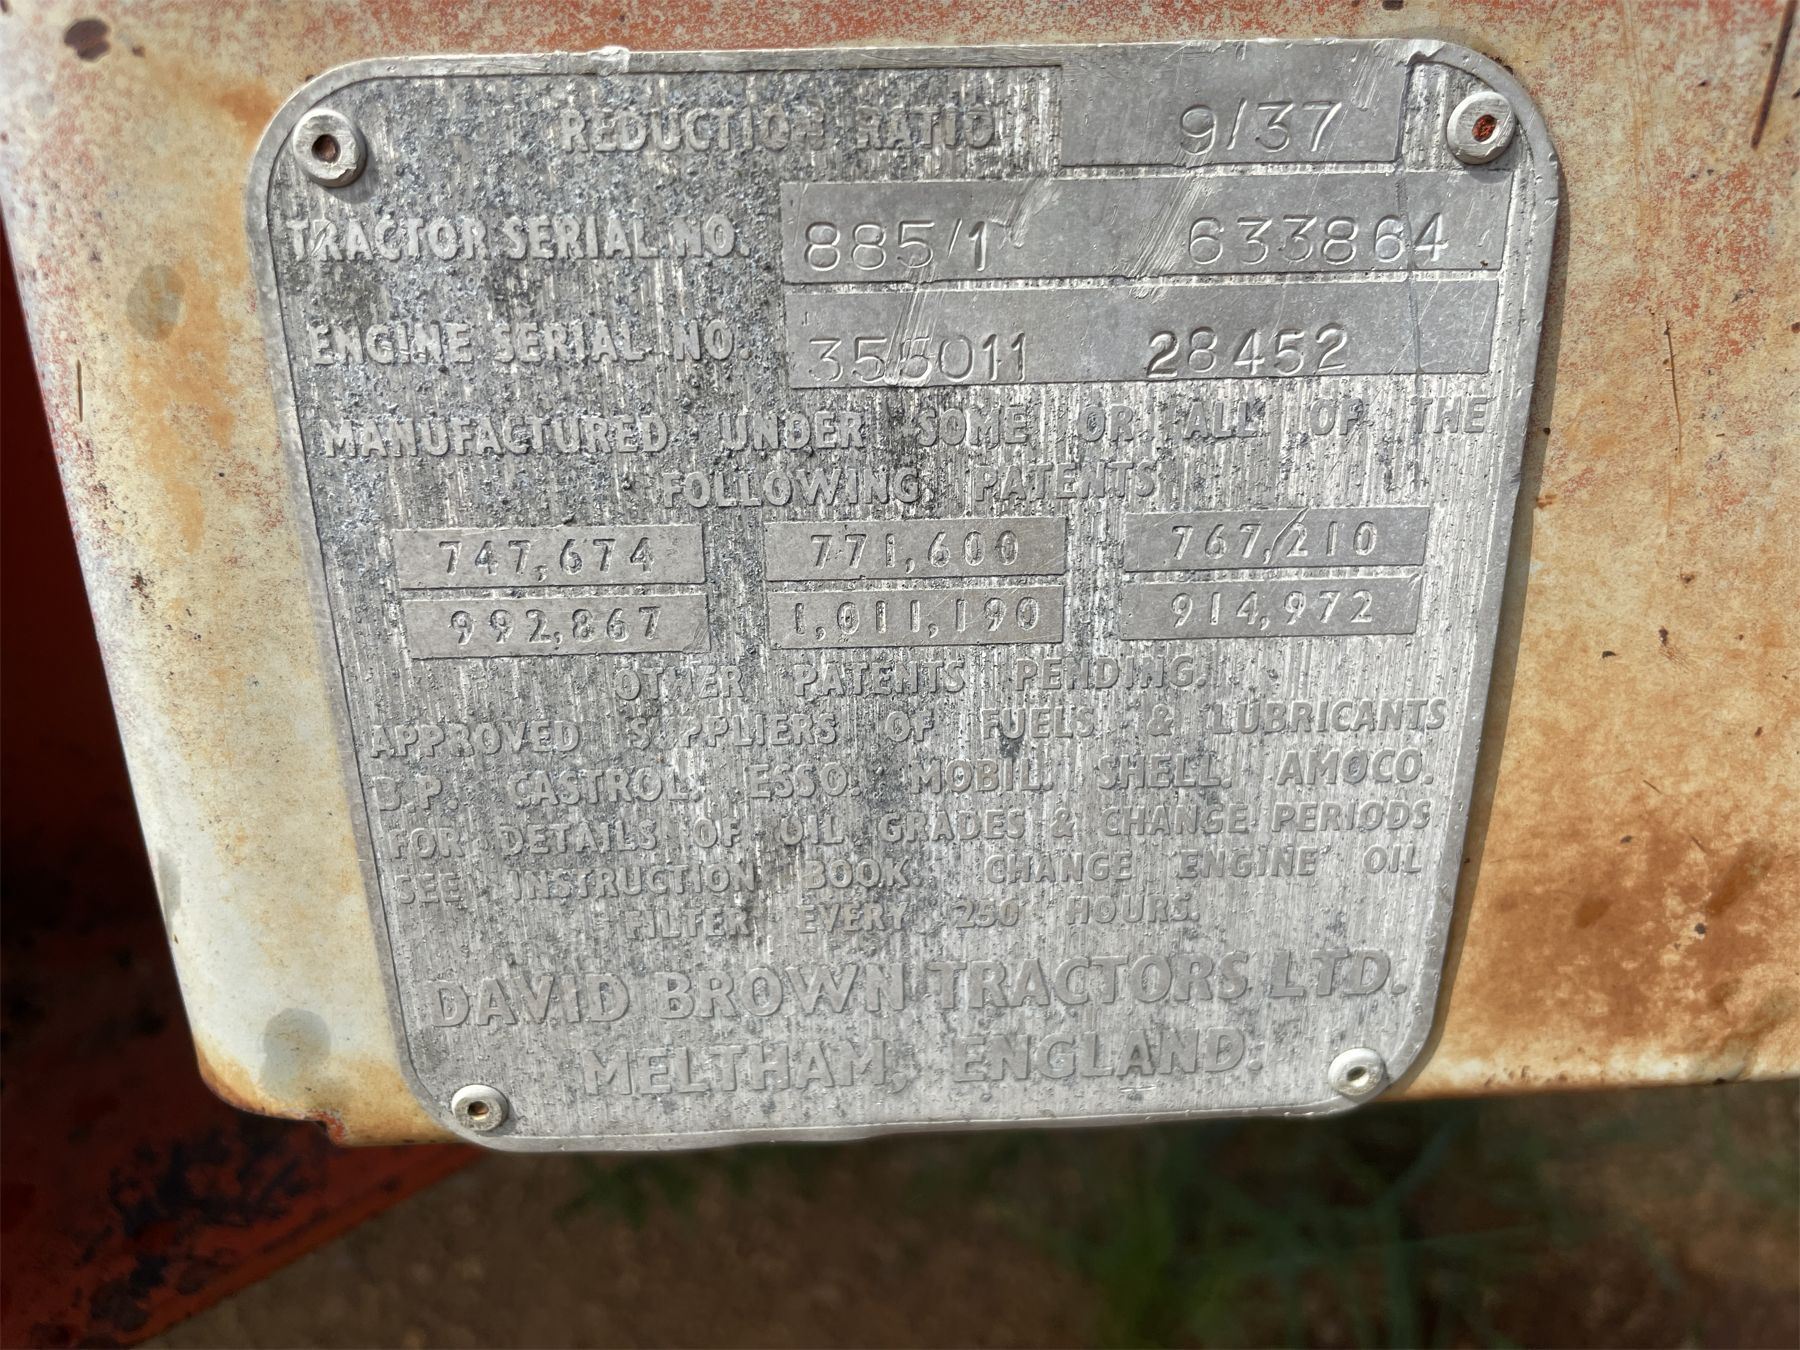 REDUCTION RATIO 9/37
TRACTOR SERIAL NO. 885/1 633864
ENGINE SERIAL NO. 355011 28452
MANUFACTURED UNDER SOME OR ALL OF THE
FOLLOWING PATENTS
747,674 771,600 767,210
992,867 1,011,190 914,972
OTHER PATENTS PENDING.
APPROVED SUPPLIERS OF FUELS & LUBRICANTS
B.P. CASTROL. ESSO. MOBIL. SHELL. AMOCO.
FOR DETAILS OF OIL GRADES & CHANGE PERIODS
SEE INSTRUCTION BOOK. CHANGE ENGINE OIL
FILTER EVERY 250 HOURS.
DAVID BROWN TRACTORS LTD.
MELTHAM, ENGLAND.